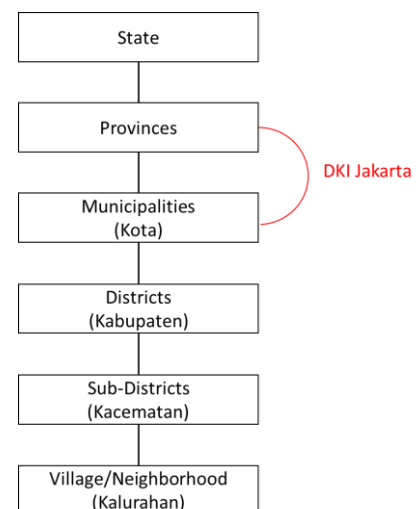 State
Provinces
DKI Jakarta
Municipalities
(Kota)
Districts
(Kabupaten)
Sub-Districts
(Kacematan)
Village/Neighborhood
(Kalurahan)